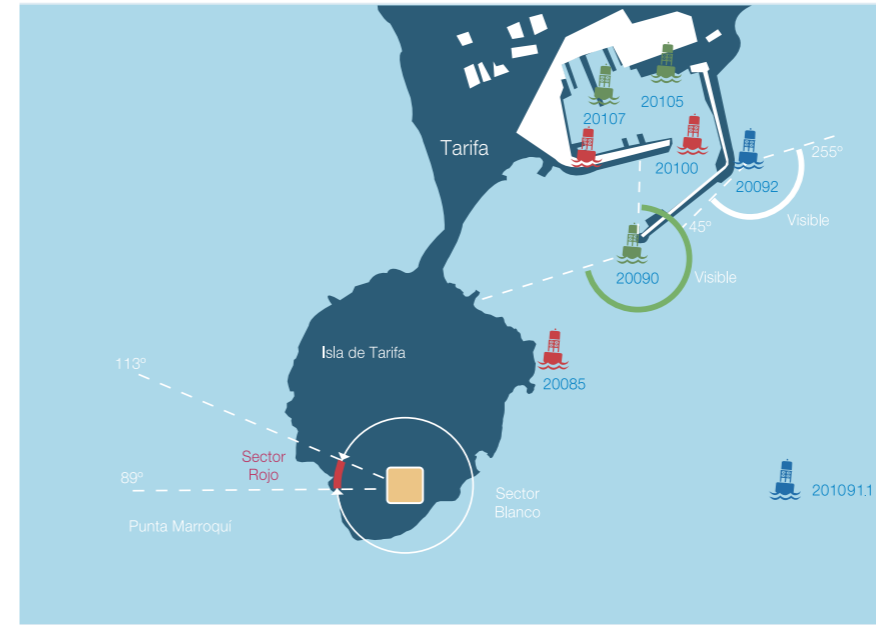 20105
20107
Tarifa
255º
20100
20092
45º
Visible
20090
Visible
Isla de Tarifa
20085
113º
Sector
Rojo
89º
Sector
Blanco
201091.1
Punta Marroquí